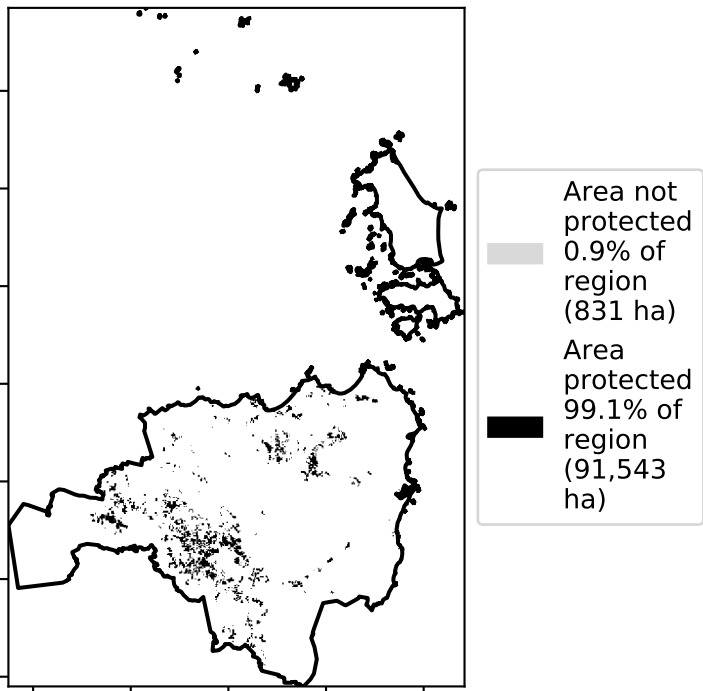 Area not
protected
0.9% of
region
(831 ha)
Area
protected
99.1% of
region
(91,543
ha)